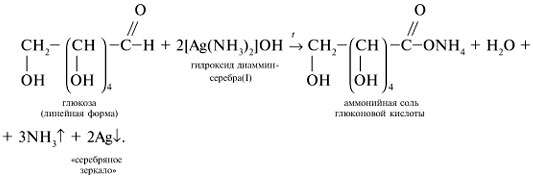 O
CH₂–(CH)₄–C–H + 2[Ag(NH₃)₂]OH →ᵗ CH₂–(CH)₄–C–ONH₄ + H₂O +
OH OH гидроксид диаммин- OH OH
серебра(I)
O
глюкоза
(линейная форма)
аммонийная соль
глюконовой кислоты
+ 3NH₃↑ + 2Ag↓.
«серебряное
зеркало»